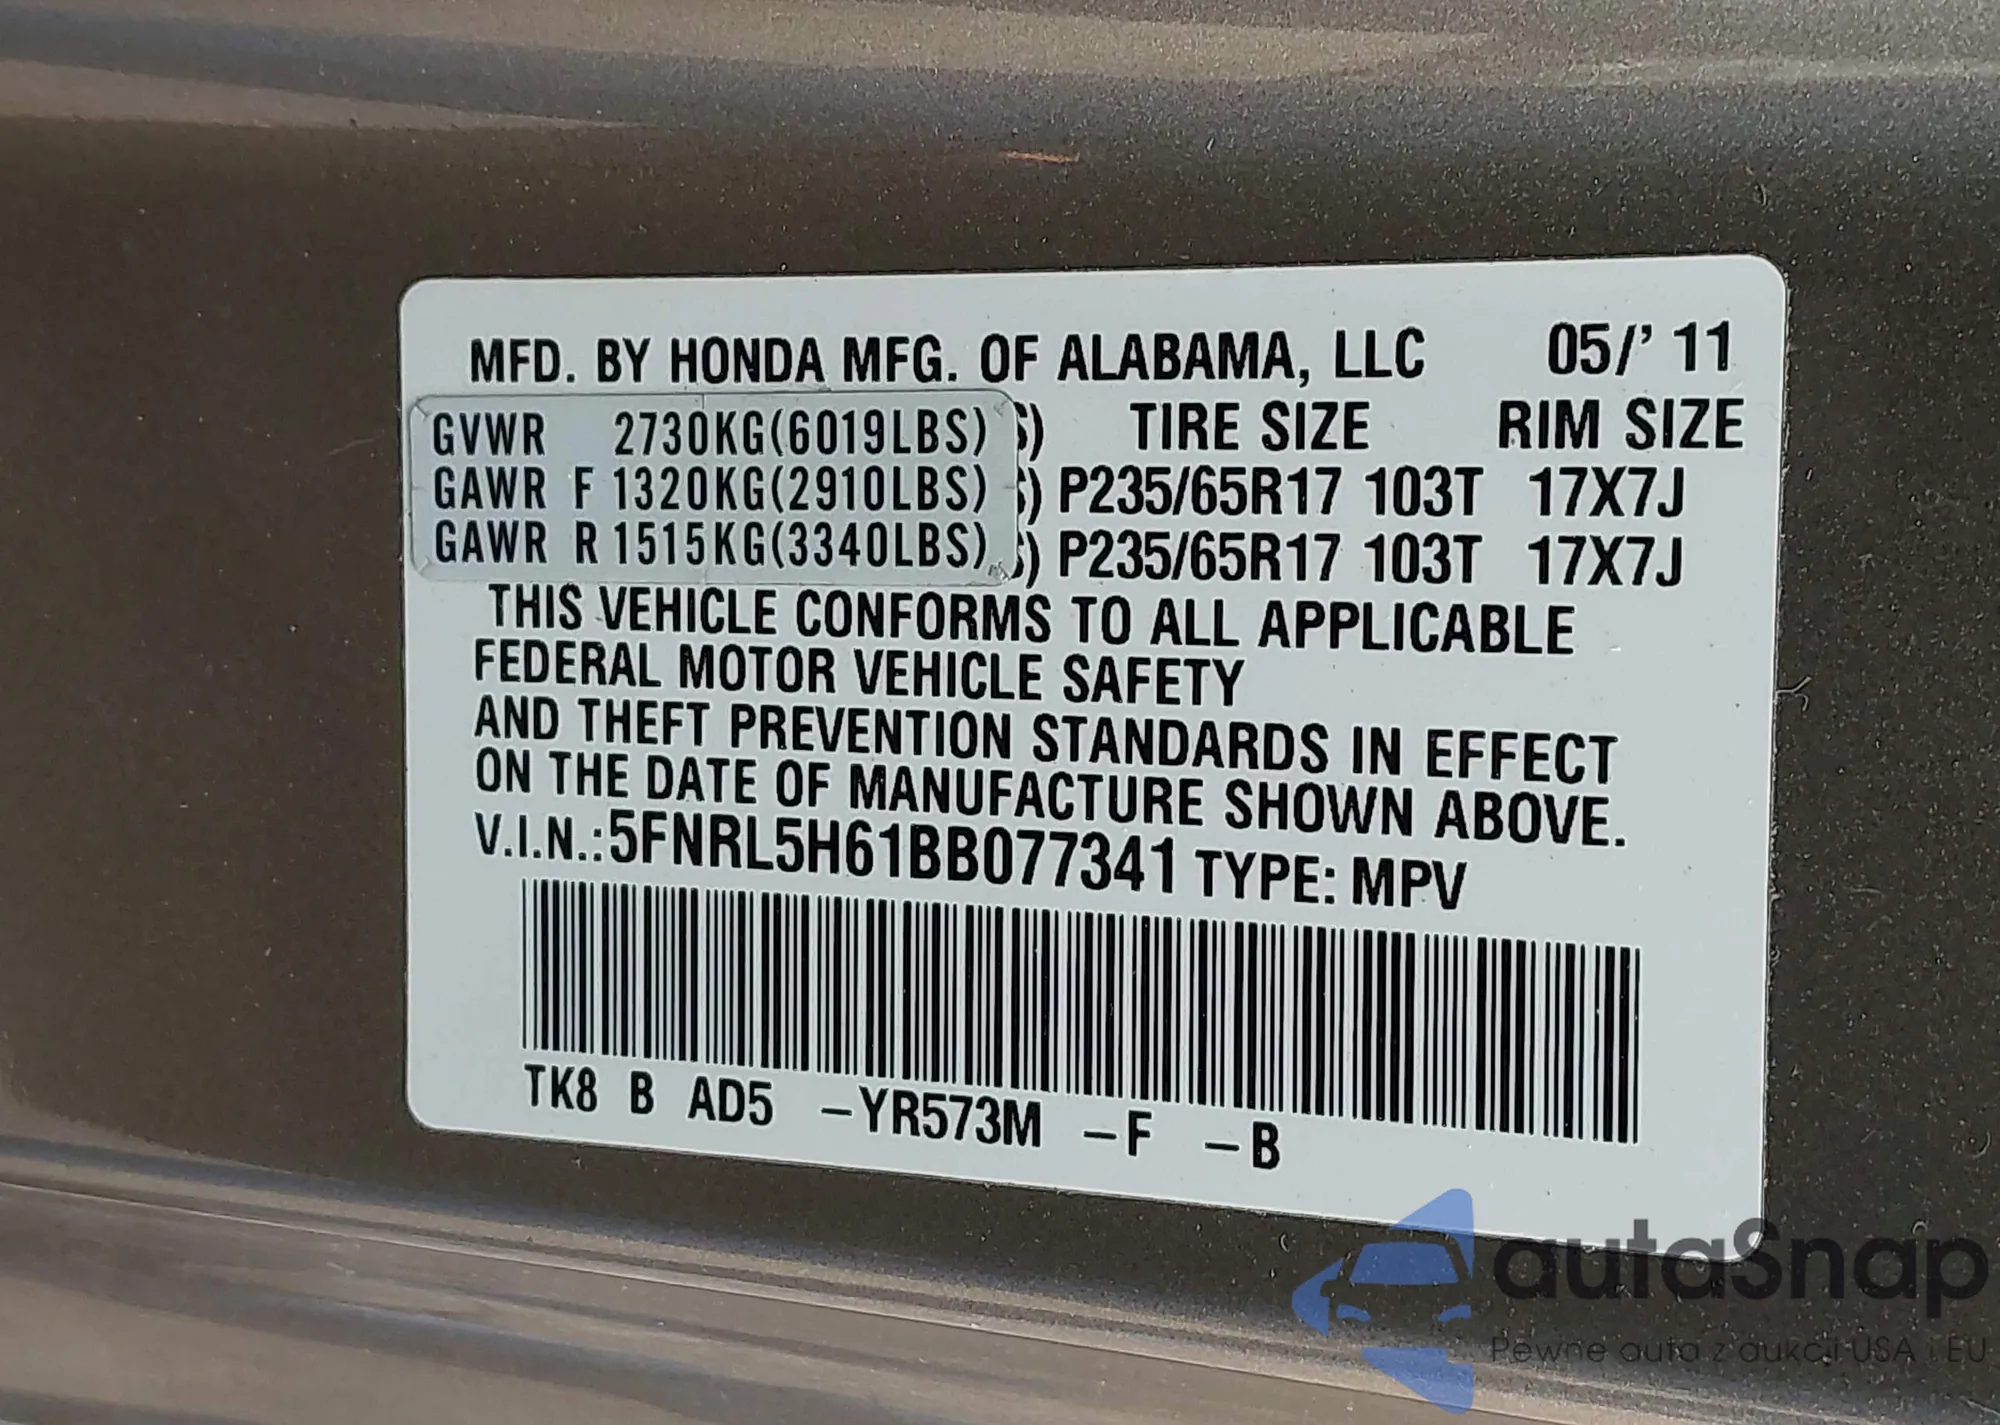 MFD. BY HONDA MFG. OF ALABAMA, LLC 05/'11
GVWR 2730KG(6019LBS) S) TIRE SIZE RIM SIZE
GAWR F 1320KG(2910LBS) S) P235/65R17 103T 17X7J
GAWR R 1515KG(3340LBS) S) P235/65R17 103T 17X7J
THIS VEHICLE CONFORMS TO ALL APPLICABLE
FEDERAL MOTOR VEHICLE SAFETY
AND THEFT PREVENTION STANDARDS IN EFFECT
ON THE DATE OF MANUFACTURE SHOWN ABOVE.
V.I.N.:5FNRL5H61BB077341 TYPE: MPV
TK8 B AD5 –YR573M –F –B
autaSnap
Pewne auta z aukcji USA i EU